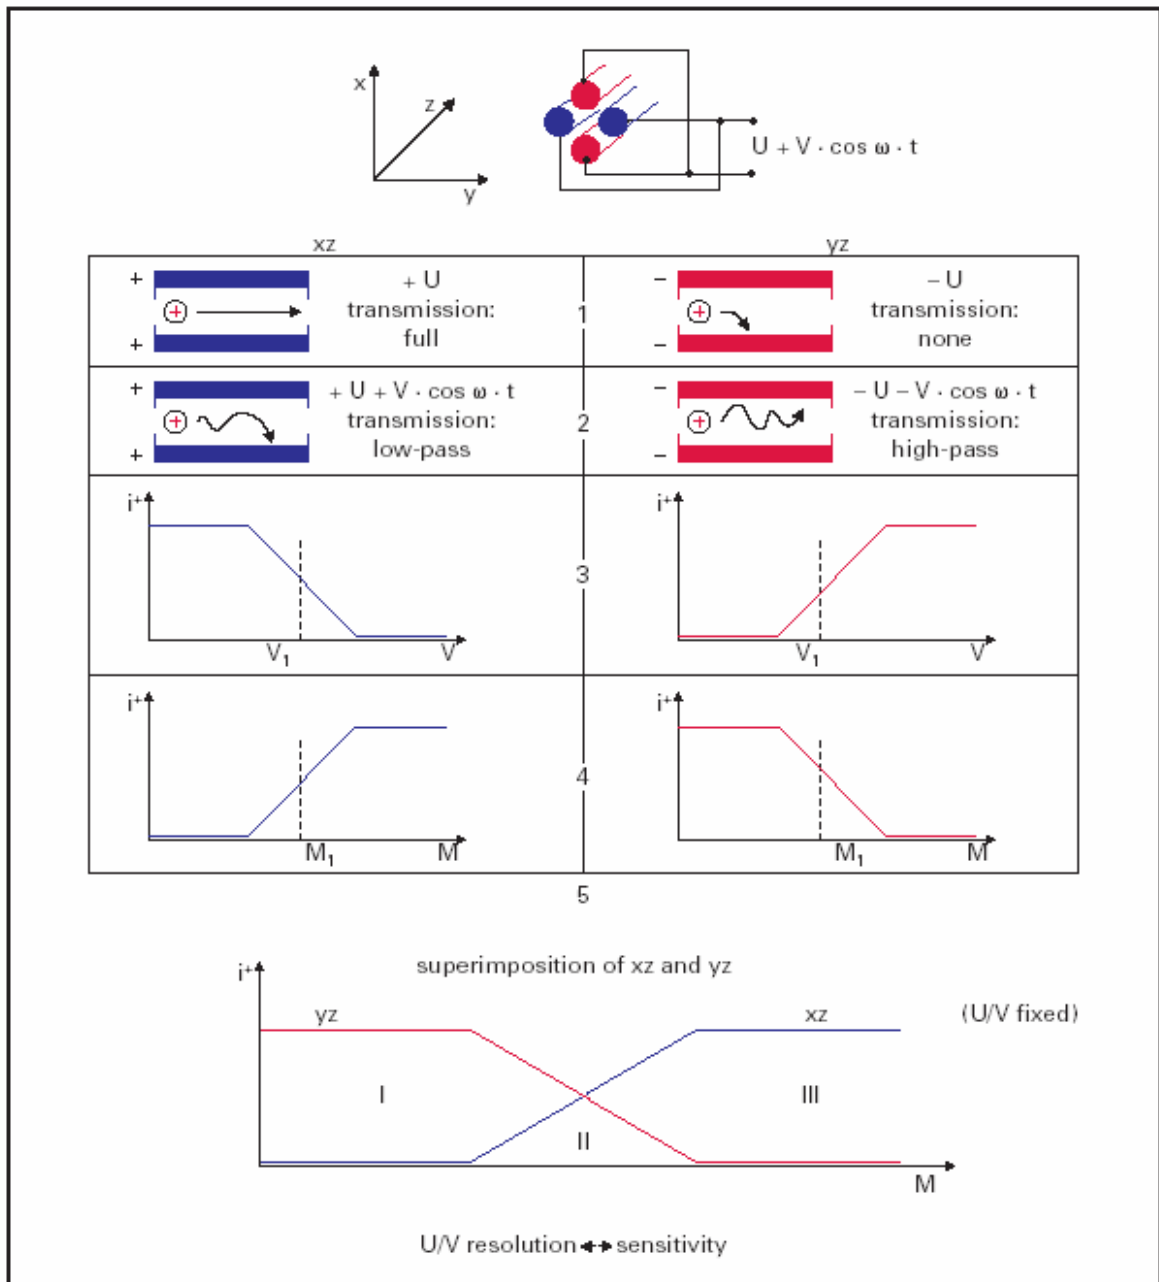 x
z
y
U + V · cos ω · t
xz
yz
+
+
+
+ U
transmission:
full
1
–
–
+
– U
transmission:
none
+
+
+
+ U + V · cos ω · t
transmission:
low-pass
2
–
–
+
– U – V · cos ω · t
transmission:
high-pass
i+
V1
V
3
i+
V1
V
i+
M1
M
4
i+
M1
M
5
superimposition of xz and yz
i+
yz
xz
(U/V fixed)
I
II
III
M
U/V resolution ◄► sensitivity